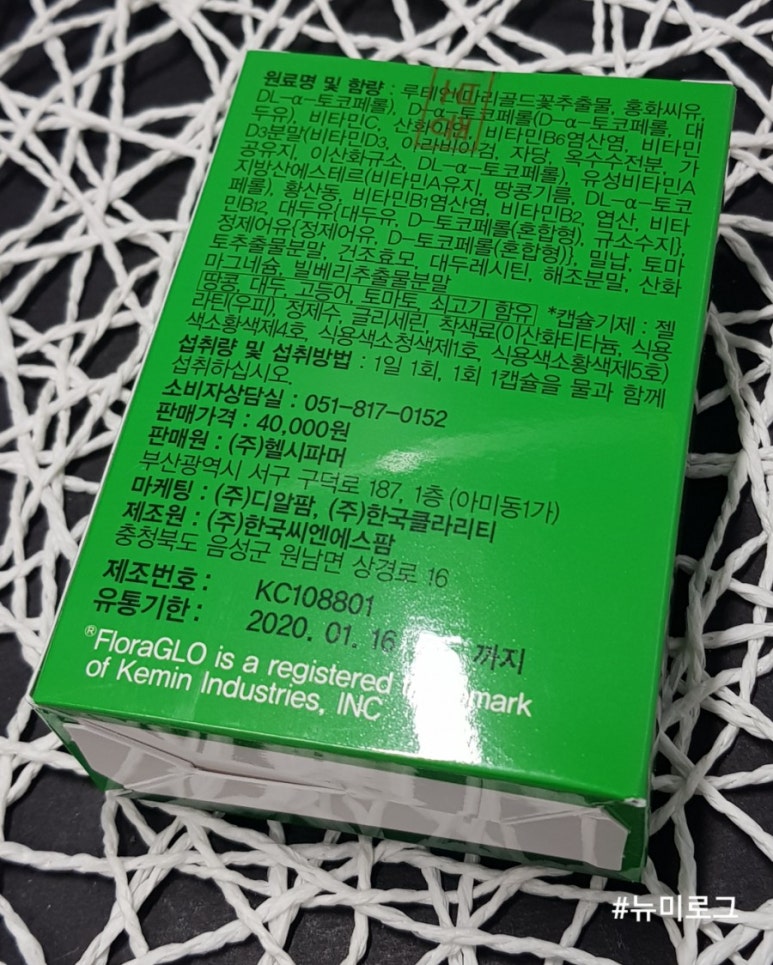 원료명 및 함량 : 루테인(마리골드꽃추출물, 홍화씨유,
DL-α-토코페롤), D-α-토코페롤(D-α-토코페롤, 대
두유), 비타민C, 비타민B6염산염, 비타민
D3분말(비타민D3, 아라비아검, 자당, 옥수수전분, 가
공유지, 이산화규소, DL-α-토코페롤), 유성비타민A
지방산에스테르(비타민A유지, 땅콩기름, DL-α-토코
페롤), 황산동, 비타민B1염산염, 비타민B2, 엽산, 비타
민B12, 대두유{대두유, D-토코페롤(혼합형), 규소수지},
정제어유{정제어유, D-토코페롤(혼합형)}, 밀납, 토마
토추출물분말, 건조효모, 대두레시틴, 해조분말, 산화
마그네슘, 빌베리추출물분말
땅콩, 대두, 고등어, 토마토, 쇠고기 함유 *캡슐기제 : 젤
라틴(우피), 정제수, 글리세린, 착색료(이산화티타늄, 식용
색소황색제4호, 식용색소청색제1호, 식용색소황색제5호)
섭취량 및 섭취방법 : 1일 1회, 1회 1캡슐을 물과 함께
섭취하십시오.
소비자상담실 : 051-817-0152
판매가격 : 40,000원
판매원 : (주)헬시파머
부산광역시 서구 구덕로 187, 1층 (아미동1가)
마케팅 : (주)디알팜, (주)한국클라리티
제조원 : (주)한국씨엔에스팜
충청북도 음성군 원남면 상경로 16
제조번호 : KC108801
유통기한 : 2020. 01. 16 까지
®FloraGLO is a registered
of Kemin Industries, INC
#뉴미로그